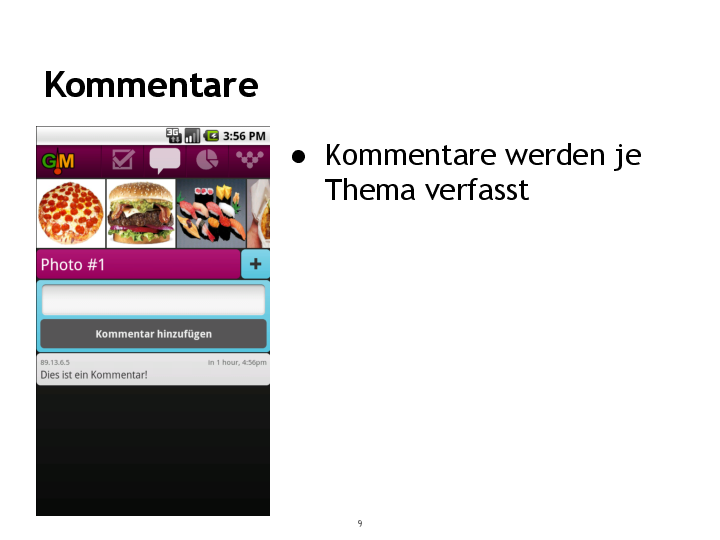 Kommentare
3G 3:56 PM
G!M
Photo #1 +
Kommentar hinzufügen
89.13.6.5 in 1 hour, 4:56pm
Dies ist ein Kommentar!
● Kommentare werden je
Thema verfasst
9